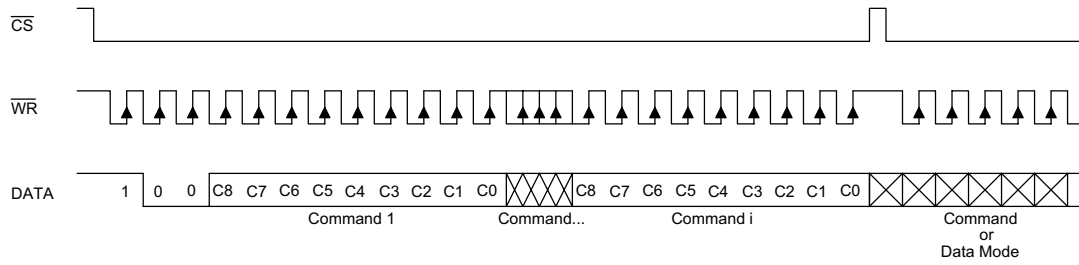 CS
WR
DATA 1 0 0 C8 C7 C6 C5 C4 C3 C2 C1 C0 C8 C7 C6 C5 C4 C3 C2 C1 C0
Command 1 Command... Command i Command
or
Data Mode